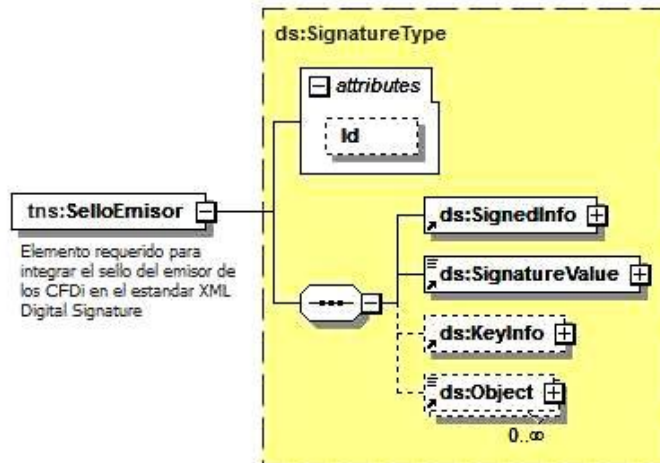 ds:SignatureType
attributes
Id
tns:SelloEmisor
Elemento requerido para
integrar el sello del emisor de
los CFDi en el estandar XML
Digital Signature
ds:SignedInfo
ds:SignatureValue
ds:KeyInfo
ds:Object
0..∞